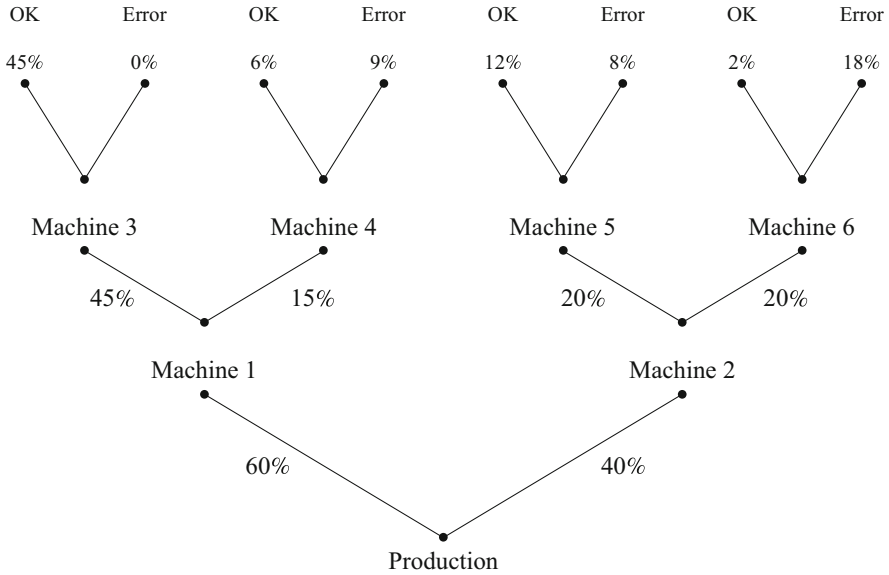 OK Error OK Error OK Error OK Error
45% 0% 6% 9% 12% 8% 2% 18%
Machine 3 Machine 4 Machine 5 Machine 6
45% 15% 20% 20%
Machine 1 Machine 2
60% 40%
Production